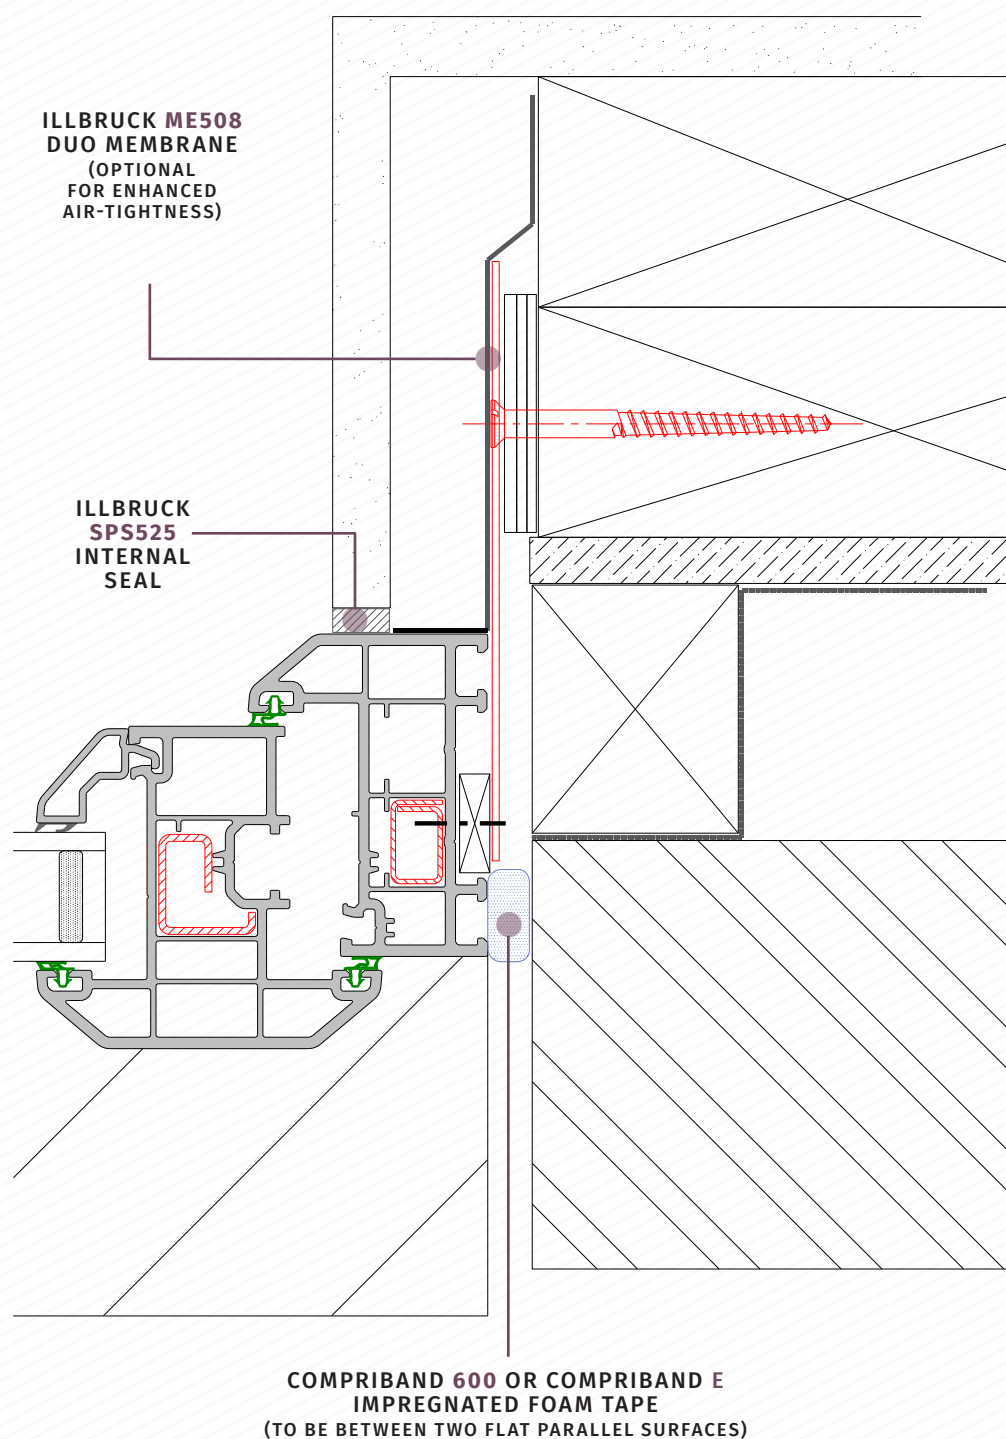 ILLBRUCK ME508
DUO MEMBRANE
(OPTIONAL
FOR ENHANCED
AIR-TIGHTNESS)
ILLBRUCK
SPS525
INTERNAL
SEAL
COMPRIBAND 600 OR COMPRIBAND E
IMPREGNATED FOAM TAPE
(TO BE BETWEEN TWO FLAT PARALLEL SURFACES)